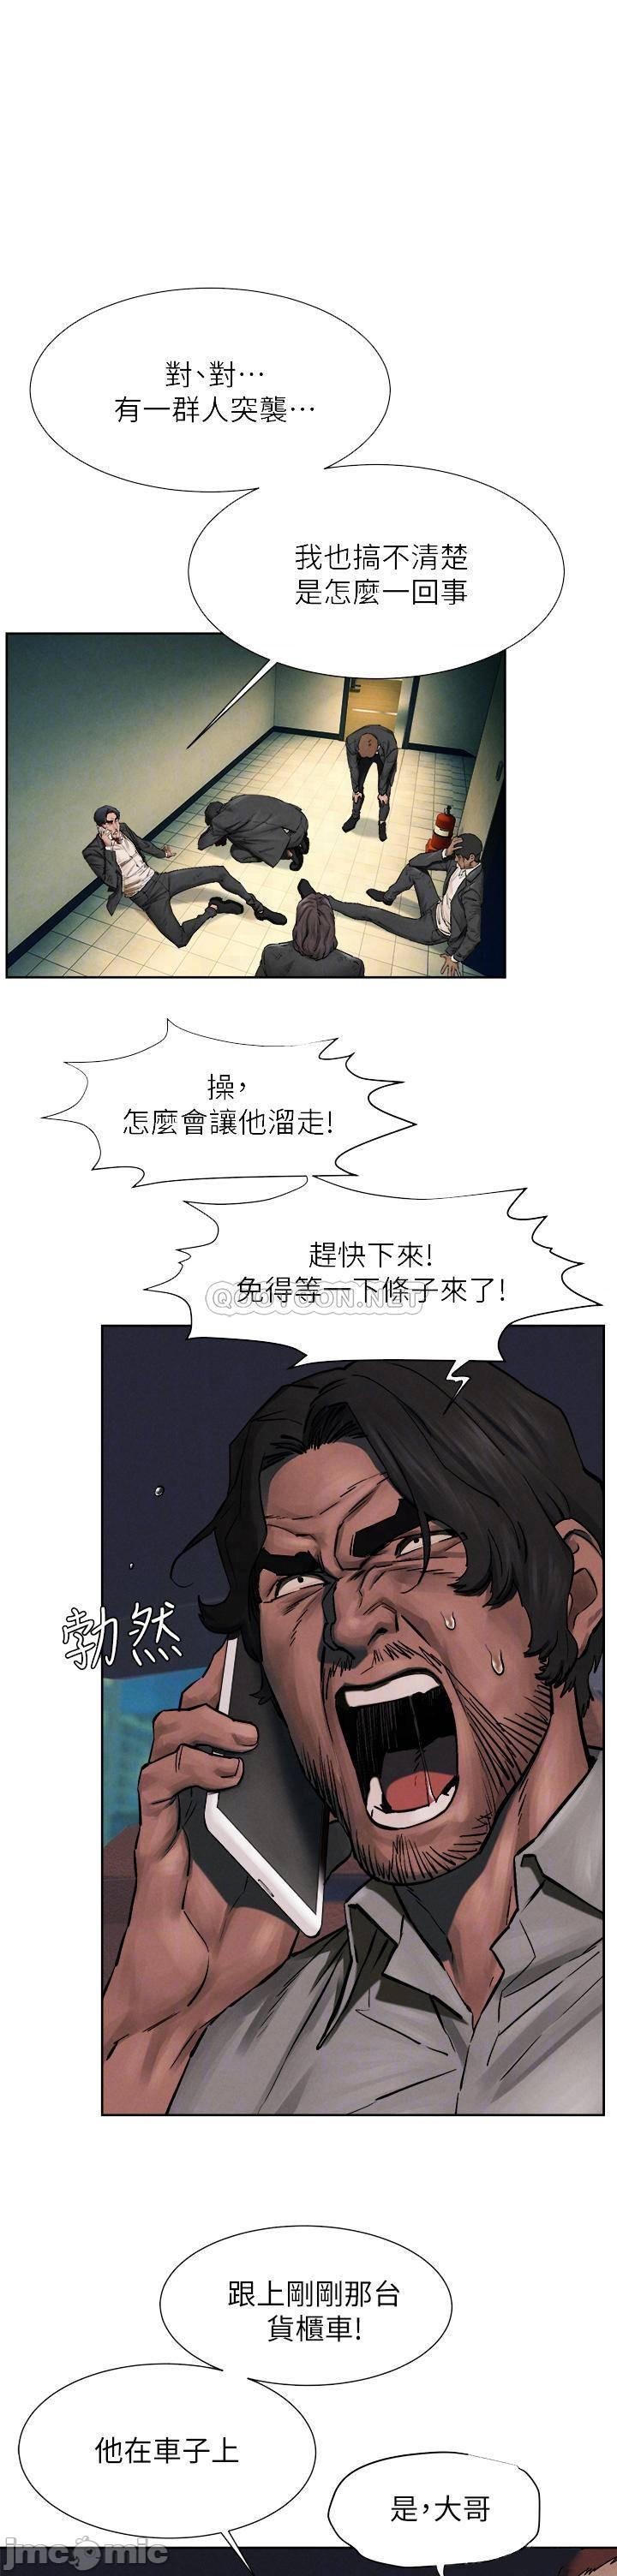 對、對…
有一群人突襲…
我也搞不清楚
是怎麼一回事
操,
怎麼會讓他溜走!
趕快下來!
免得等一下條子來了!
勃然
跟上剛剛那台
貨櫃車!
他在車子上
是,大哥
jmcomic